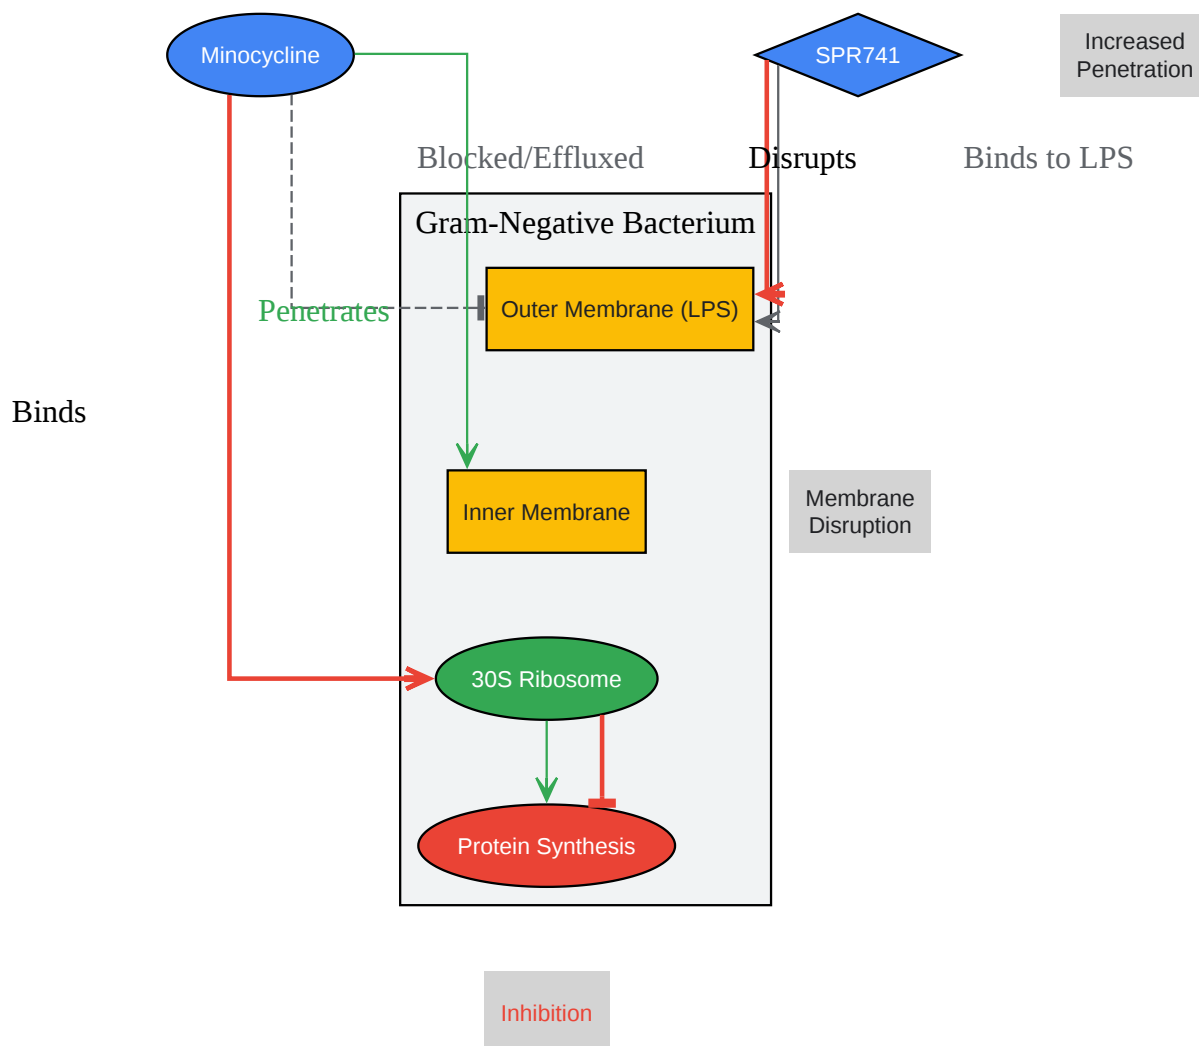 Minocycline
SPR741
Increased
Penetration
Blocked/Effluxed
Disrupts
Binds to LPS
Gram-Negative Bacterium
Penetrates
Outer Membrane (LPS)
Binds
Inner Membrane
Membrane
Disruption
30S Ribosome
Protein Synthesis
Inhibition